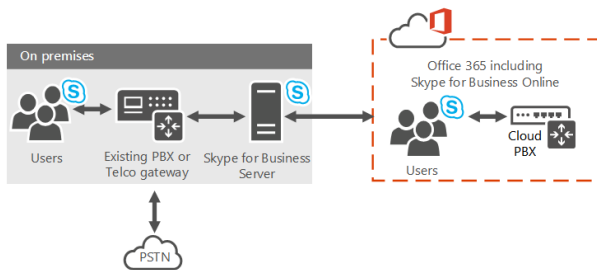 On premises
Users
Existing PBX or
Telco gateway
Skype for Business
Server
PSTN
Office 365 including
Skype for Business Online
Users
Cloud
PBX